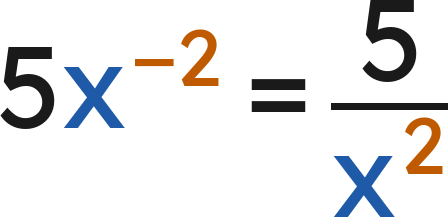 5x⁻² = 5/x²